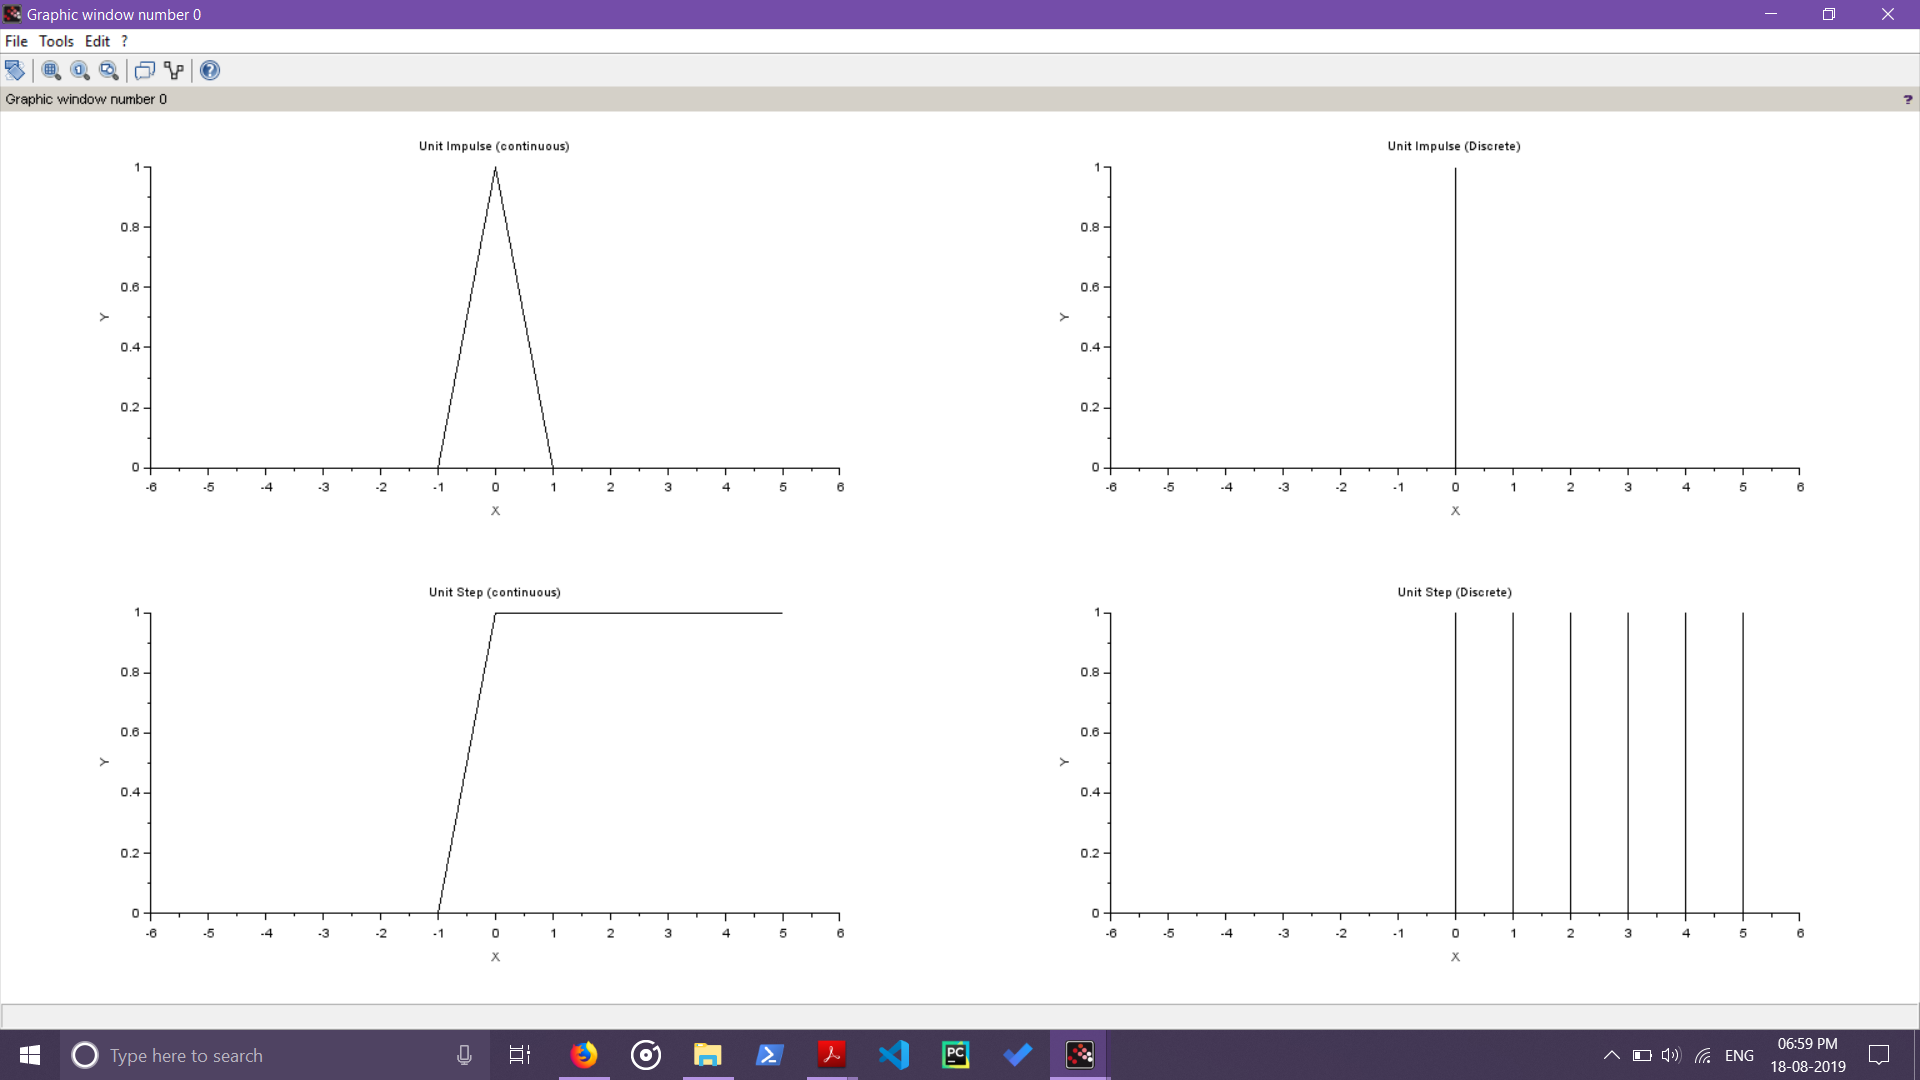 Graphic window number 0
File Tools Edit ?
Graphic window number 0
?
Unit Impulse (continuous)
1
0.8
0.6
0.4
0.2
0
Y
-6 -5 -4 -3 -2 -1 0 1 2 3 4 5 6
X
Unit Impulse (Discrete)
1
0.8
0.6
0.4
0.2
0
Y
-6 -5 -4 -3 -2 -1 0 1 2 3 4 5 6
X
Unit Step (continuous)
1
0.8
0.6
0.4
0.2
0
Y
-6 -5 -4 -3 -2 -1 0 1 2 3 4 5 6
X
Unit Step (Discrete)
1
0.8
0.6
0.4
0.2
0
Y
-6 -5 -4 -3 -2 -1 0 1 2 3 4 5 6
X
Type here to search
PC
ENG
06:59 PM
18-08-2019